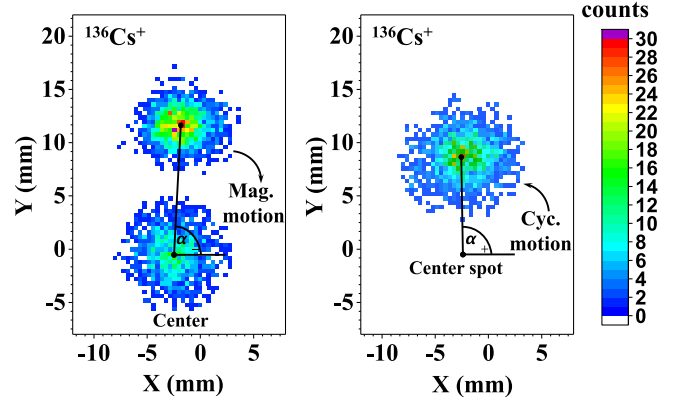 counts
¹³⁶Cs⁺
¹³⁶Cs⁺
20
15
10
5
0
-5
Y (mm)
Mag.
motion
α
−
Center
-10
-5
0
5
X (mm)
20
15
10
5
0
-5
Y (mm)
Cyc.
motion
α
+
Center spot
-10
-5
0
5
X (mm)
30
28
26
24
22
20
18
16
14
12
10
8
6
4
2
0